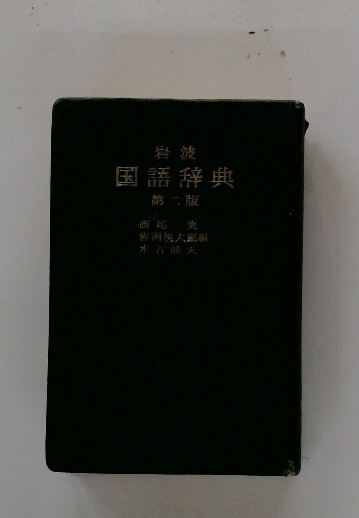 岩波
国語辞典
第二版
西尾 実
岩淵悦太郎編
水谷静夫